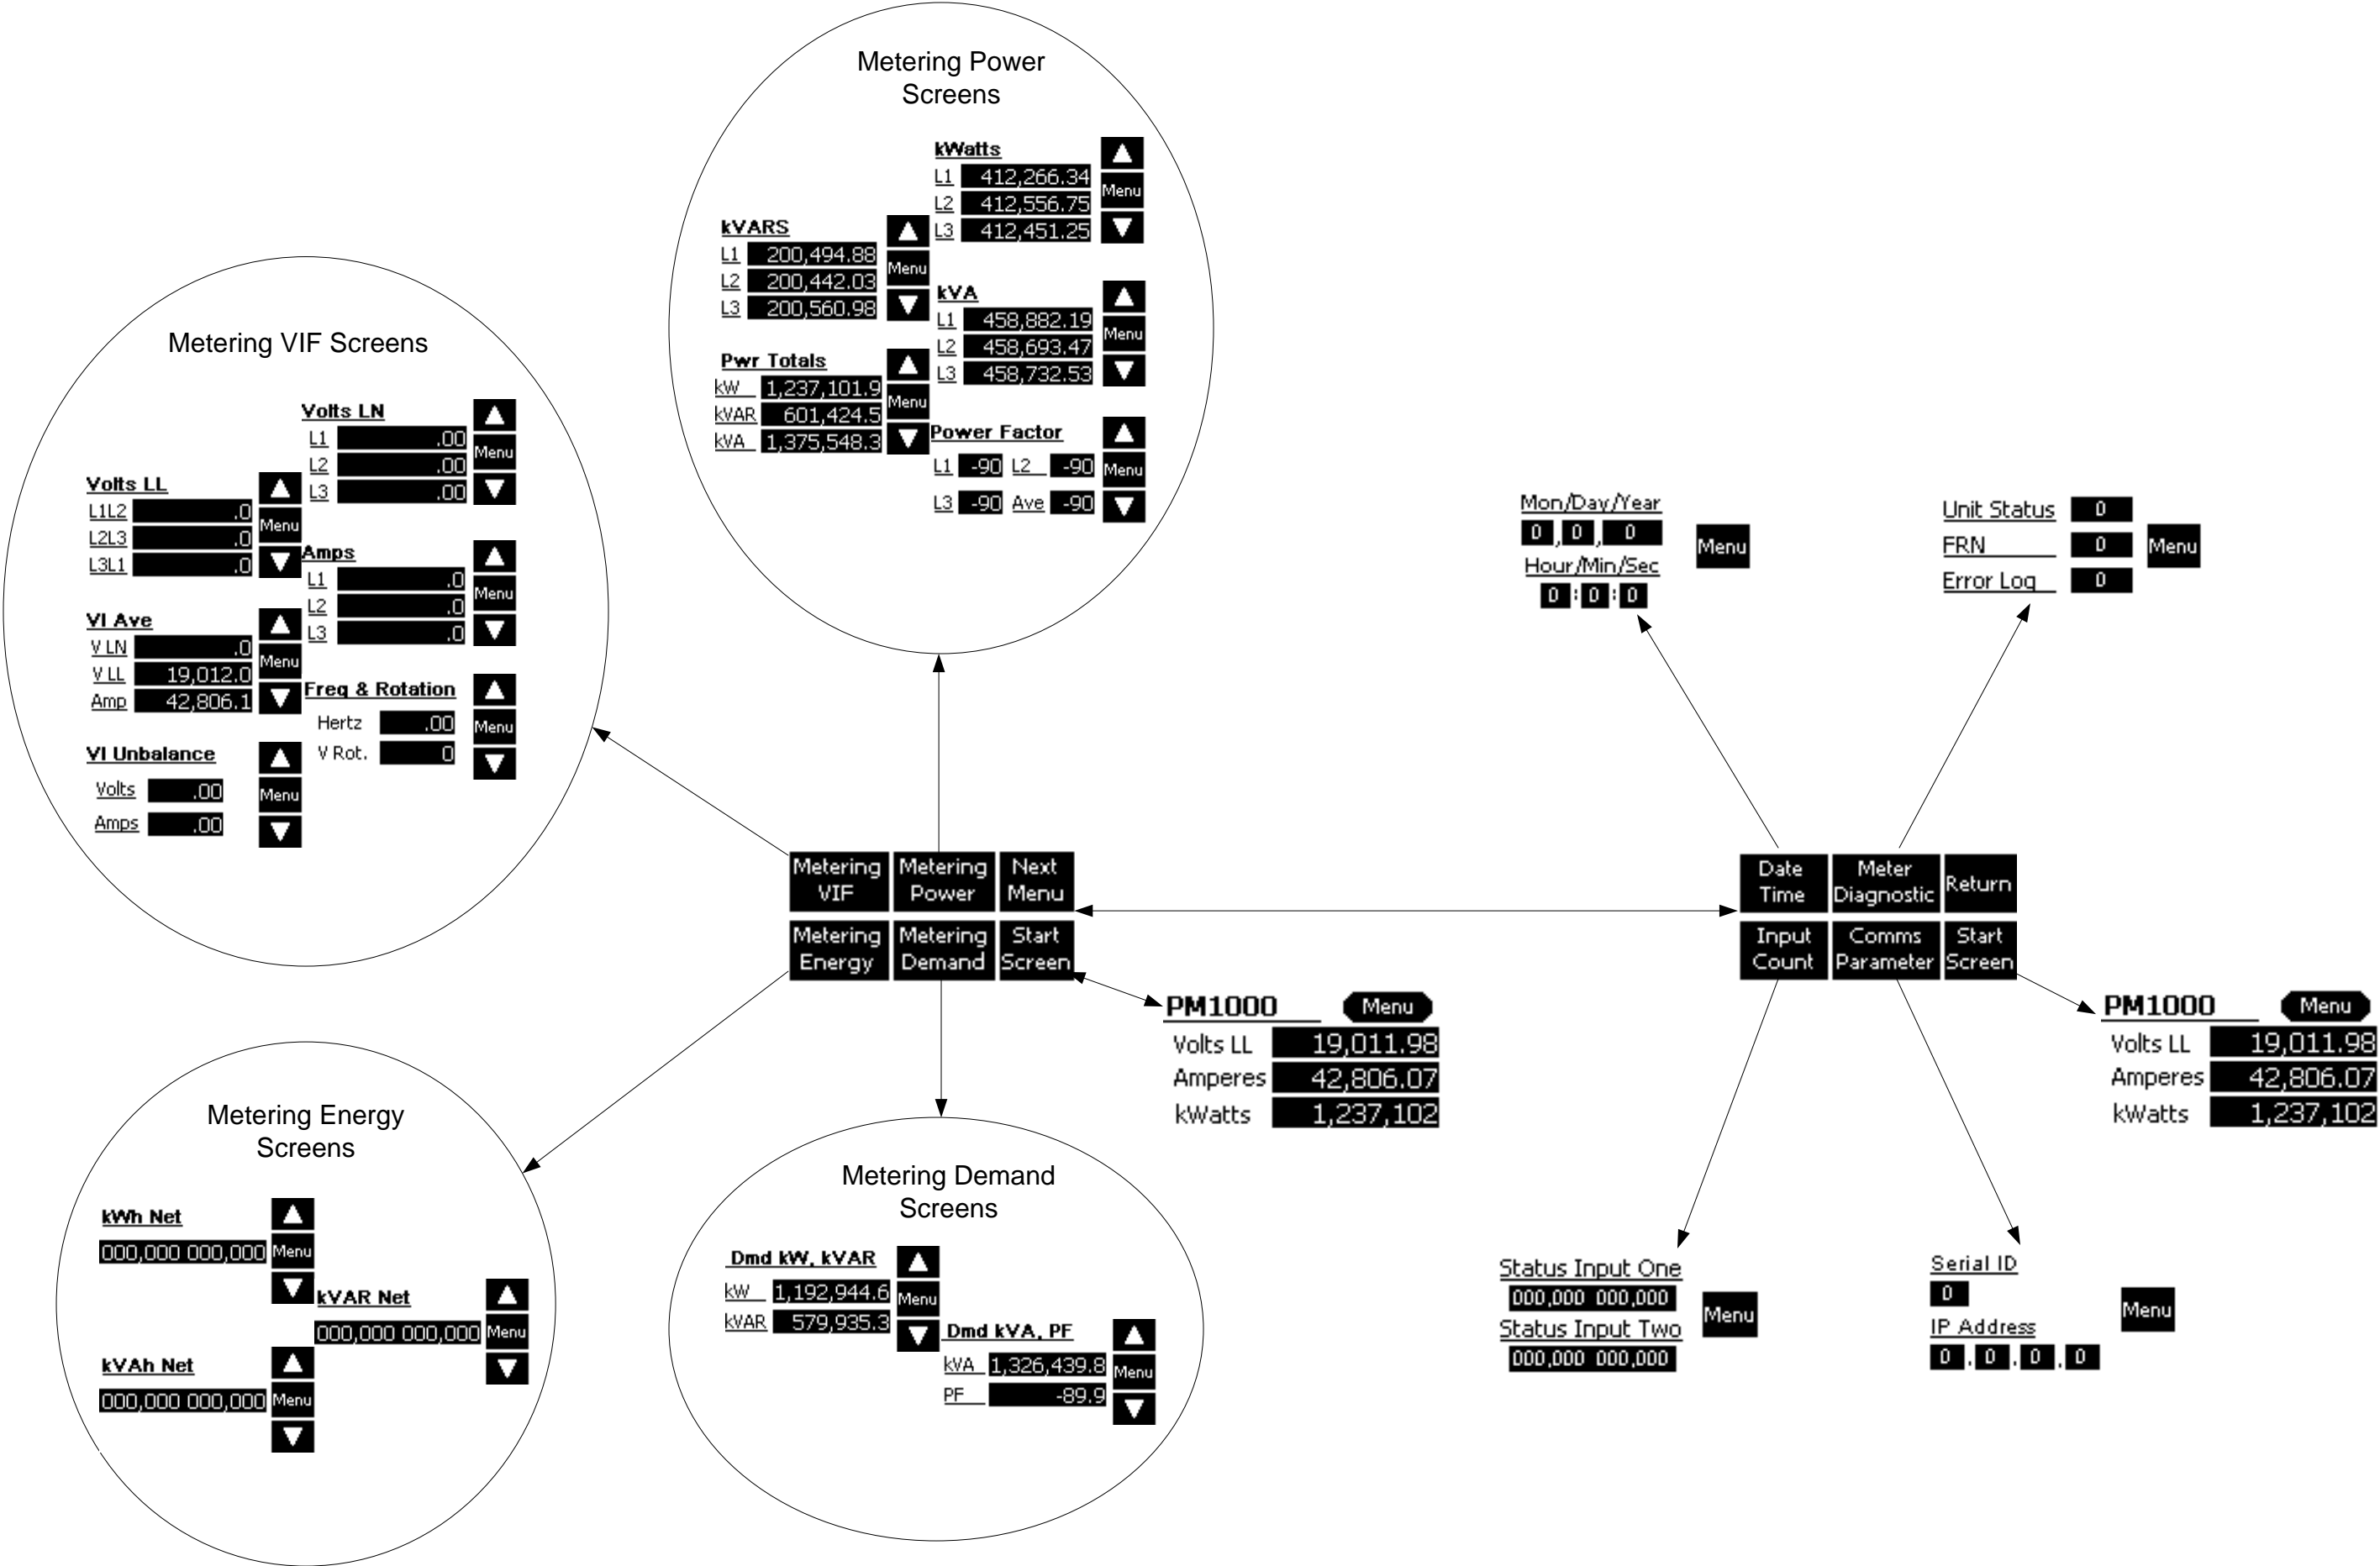 Metering Power
Screens
kWatts
L1 412,266.34
L2 412,556.75
L3 412,451.25
Menu
kVARS
L1 200,494.88
L2 200,442.03
L3 200,560.98
Menu
kVA
L1 458,882.19
L2 458,693.47
L3 458,732.53
Menu
Pwr Totals
kW 1,237,101.9
kVAR 601,424.5
kVA 1,375,548.3
Menu
Power Factor
L1 -90 L2 -90
L3 -90 Ave -90
Menu
Metering VIF Screens
Volts LN
L1 .00
L2 .00
L3 .00
Menu
Volts LL
L1L2 .0
L2L3 .0
L3L1 .0
Menu
Amps
L1 .0
L2 .0
L3 .0
Menu
VI Ave
V LN .0
V LL 19,012.0
Amp 42,806.1
Menu
Freq & Rotation
Hertz .00
V Rot. 0
Menu
VI Unbalance
Volts .00
Amps .00
Menu
Mon/Day/Year
0 , 0 , 0
Hour/Min/Sec
0 : 0 : 0
Menu
Unit Status 0
FRN 0
Error Log 0
Menu
Metering
VIF
Metering
Power
Next
Menu
Metering
Energy
Metering
Demand
Start
Screen
Date
Time
Meter
Diagnostic
Return
Input
Count
Comms
Parameter
Start
Screen
PM1000 Menu
Volts LL 19,011.98
Amperes 42,806.07
kWatts 1,237,102
PM1000 Menu
Volts LL 19,011.98
Amperes 42,806.07
kWatts 1,237,102
Metering Energy
Screens
kWh Net
000,000 000,000
Menu
kVAR Net
000,000 000,000
Menu
kVAh Net
000,000 000,000
Menu
Metering Demand
Screens
Dmd kW, kVAR
kW 1,192,944.6
kVAR 579,935.3
Menu
Dmd kVA, PF
kVA 1,326,439.8
PF -89.9
Menu
Status Input One
000,000 000,000
Status Input Two
000,000 000,000
Menu
Serial ID
0
IP Address
0 . 0 . 0 . 0
Menu